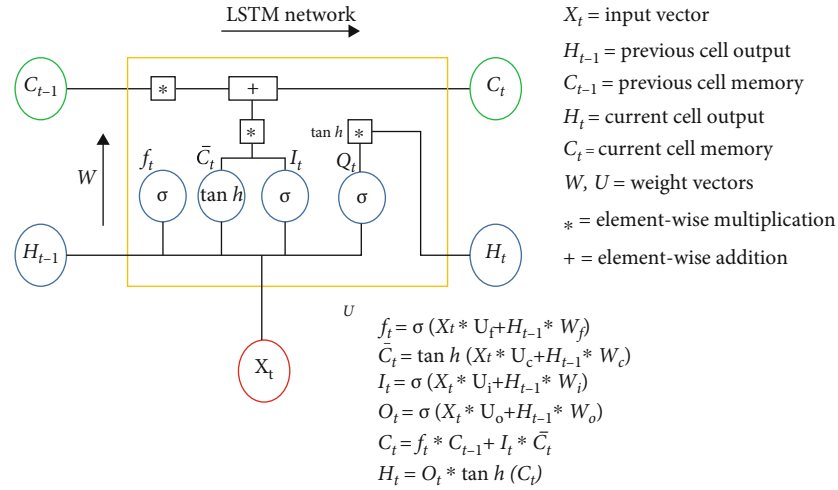 LSTM network
C_{t−1}
*
+
C_t
*
tan h
*
W
f_t
C̄_t
I_t
Q_t
σ
tan h
σ
σ
H_{t−1}
H_t
U
X_t
X_t = input vector
H_{t−1} = previous cell output
C_{t−1} = previous cell memory
H_t = current cell output
C_t = current cell memory
W, U = weight vectors
* = element-wise multiplication
+ = element-wise addition
f_t = σ (Xt * U_f+H_{t−1}* W_f)
C̄_t = tan h (Xt * U_c+H_{t−1}* W_c)
I_t = σ (X_t * U_i+H_{t−1}* W_i)
O_t = σ (X_t * U_o+H_{t−1}* W_o)
C_t = f_t * C_{t−1}+ I_t * C̄_t
H_t = O_t * tan h (C_t)